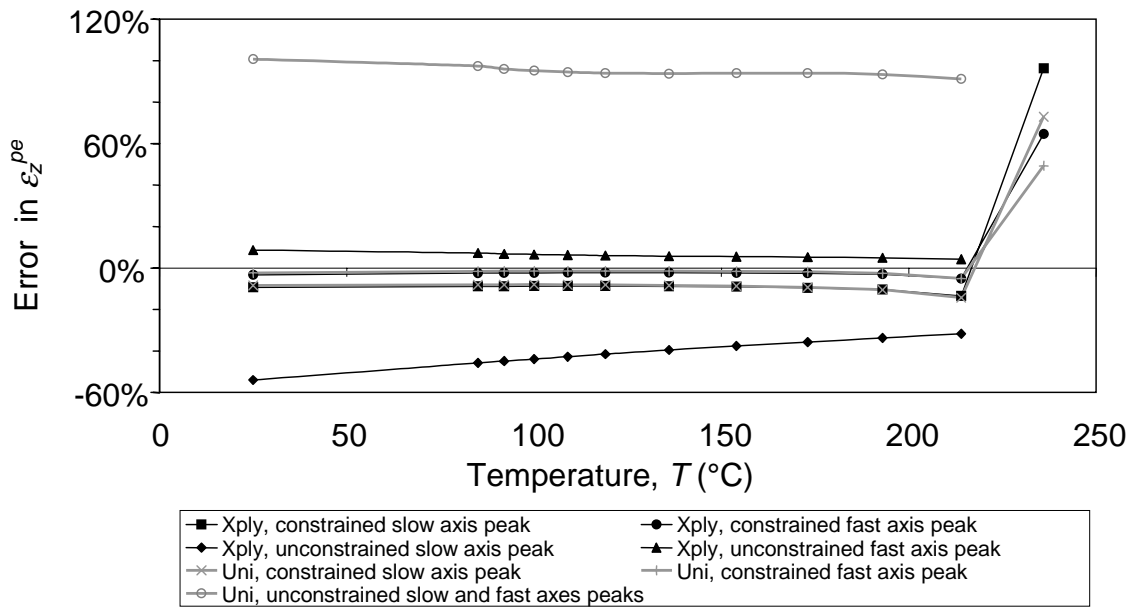 120%
60%
0%
-60%
Error in εzpe
0 50 100 150 200 250
Temperature, T (°C)
Xply, constrained slow axis peak
Xply, constrained fast axis peak
Xply, unconstrained slow axis peak
Xply, unconstrained fast axis peak
Uni, constrained slow axis peak
Uni, constrained fast axis peak
Uni, unconstrained slow and fast axes peaks